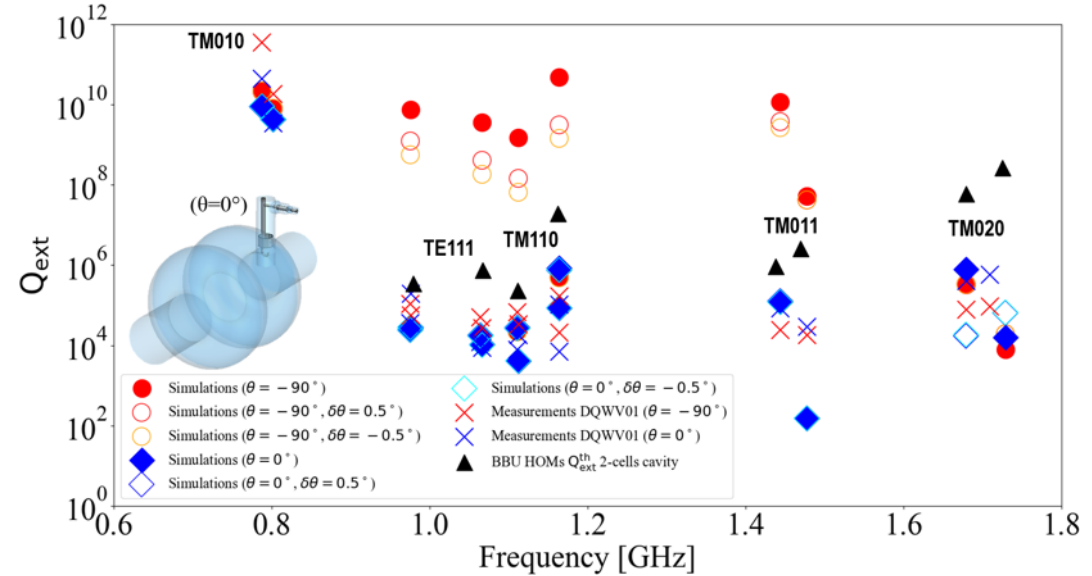 10^12
10^10
10^8
10^6
10^4
10^2
10^0
Q_ext
TM010
(θ=0°)
TE111
TM110
TM011
TM020
Simulations (θ = −90°)
Simulations (θ = −90°, δθ = 0.5°)
Simulations (θ = −90°, δθ = −0.5°)
Simulations (θ = 0°)
Simulations (θ = 0°, δθ = 0.5°)
Simulations (θ = 0°, δθ = −0.5°)
Measurements DQWV01 (θ = −90°)
Measurements DQWV01 (θ = 0°)
BBU HOMs Q_ext^th 2-cells cavity
0.6 0.8 1.0 1.2 1.4 1.6 1.8
Frequency [GHz]